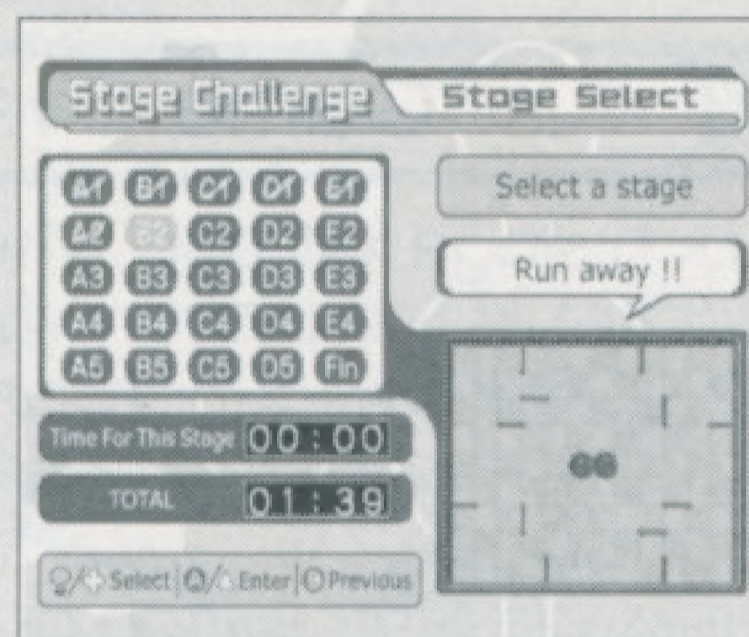 Stage Challenge
Stage Select
A1 B1 C1 D1 E1
A2 B2 C2 D2 E2
A3 B3 C3 D3 E3
A4 B4 C4 D4 E4
A5 B5 C5 D5 Fin
Select a stage
Run away !!
Time For This Stage 00:00
TOTAL 01:39
Select Enter Previous